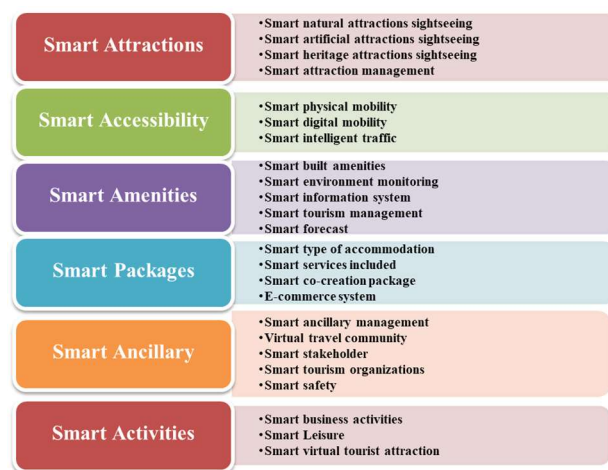 Smart Attractions
•Smart natural attractions sightseeing
•Smart artificial attractions sightseeing
•Smart heritage attractions sightseeing
•Smart attraction management
Smart Accessibility
•Smart physical mobility
•Smart digital mobility
•Smart intelligent traffic
Smart Amenities
•Smart built amenities
•Smart environment monitoring
•Smart information system
•Smart tourism management
•Smart forecast
Smart Packages
•Smart type of accommodation
•Smart services included
•Smart co-creation package
•E-commerce system
Smart Ancillary
•Smart ancillary management
•Virtual travel community
•Smart stakeholder
•Smart tourism organizations
•Smart safety
Smart Activities
•Smart business activities
•Smart Leisure
•Smart virtual tourist attraction